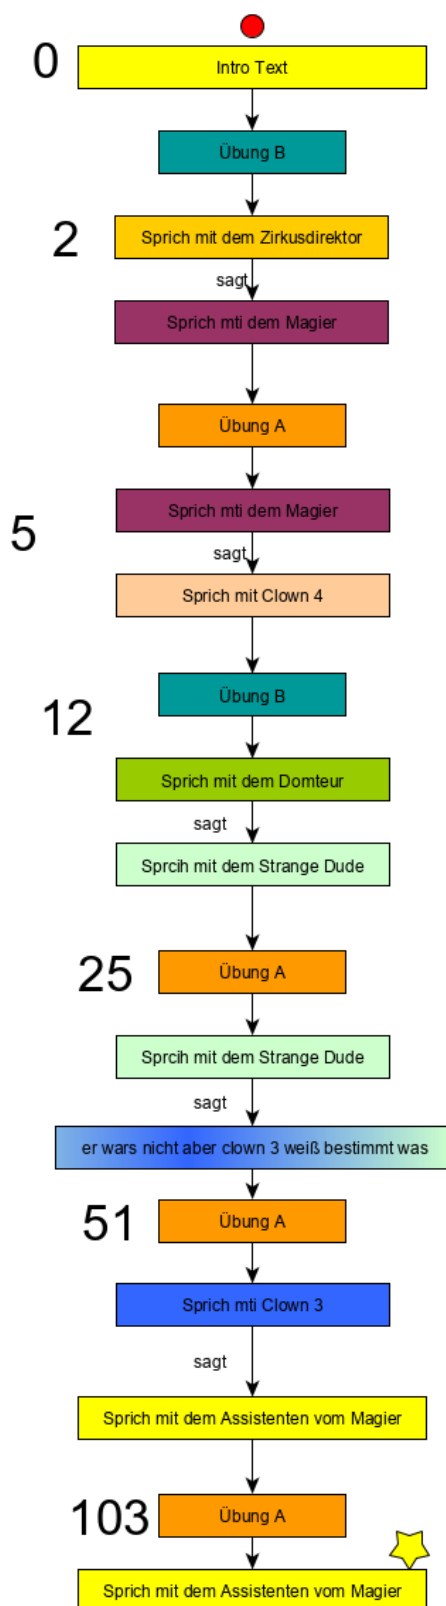 0
Intro Text
Übung B
2
Sprich mit dem Zirkusdirektor
sagt
Sprich mti dem Magier
Übung A
Sprich mti dem Magier
5
sagt
Sprich mit Clown 4
Übung B
12
Sprich mit dem Domteur
sagt
Sprcih mit dem Strange Dude
25
Übung A
Sprcih mit dem Strange Dude
sagt
er wars nicht aber clown 3 weiß bestimmt was
51
Übung A
Sprich mti Clown 3
sagt
Sprich mit dem Assistenten vom Magier
103
Übung A
Sprich mit dem Assistenten vom Magier